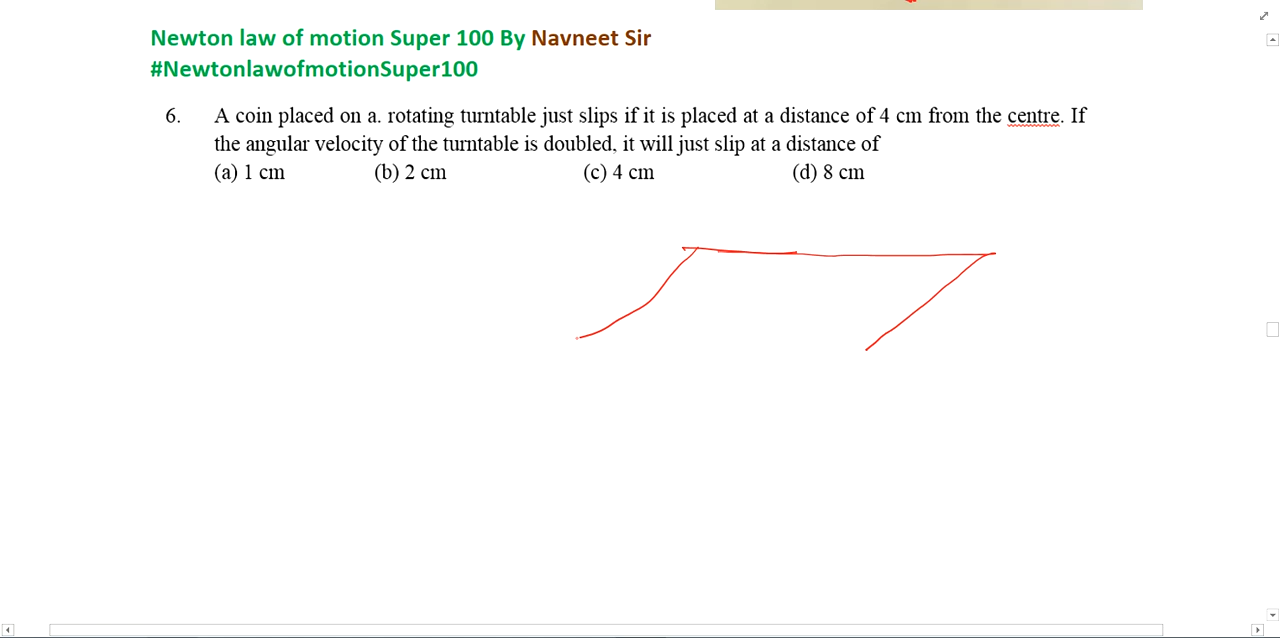 Newton law of motion Super 100 By Navneet Sir
#NewtonlawofmotionSuper100
6. A coin placed on a. rotating turntable just slips if it is placed at a distance of 4 cm from the centre. If
the angular velocity of the turntable is doubled, it will just slip at a distance of
(a) 1 cm (b) 2 cm (c) 4 cm (d) 8 cm